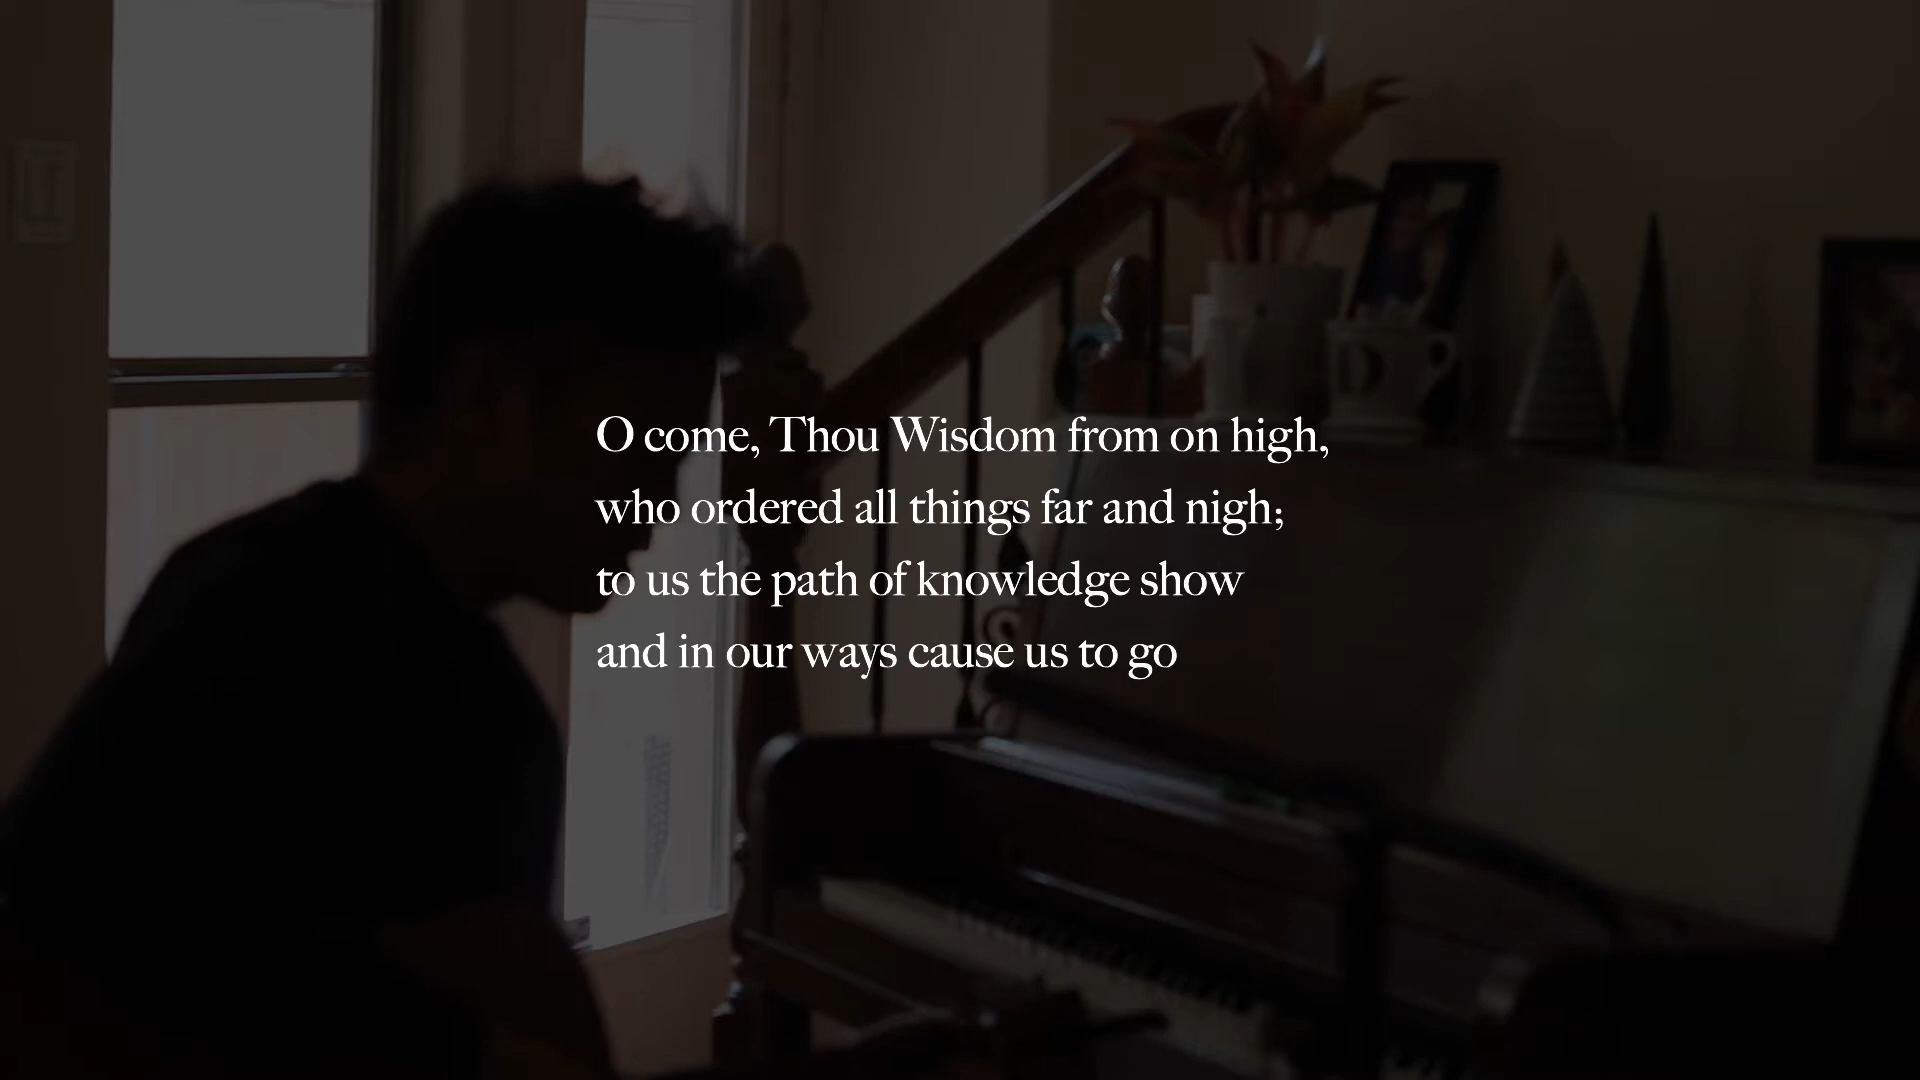 O come, Thou Wisdom from on high,
who ordered all things far and nigh;
to us the path of knowledge show
and in our ways cause us to go